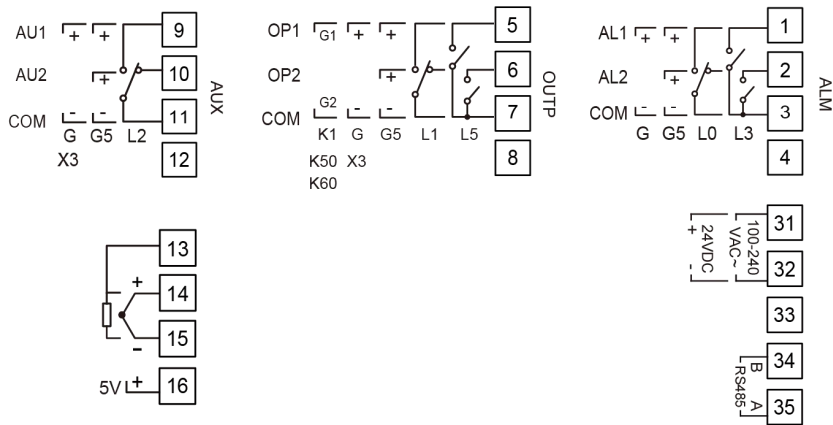 AU1 + + 9
AU2 + 10
COM - - 11
G G5 L2
X3 12
AUX
OP1 G1 + + 5
OP2 + 6
COM G2 - - 7
K1 G G5 L1 L5
K50 X3 8
K60
OUTP
AL1 + + 1
AL2 + 2
COM - - 3
G G5 L0 L3
4
ALM
13
+ 14
- 15
5V + 16
+ 24VDC -
100-240
VAC~
31
32
33
34
B
RS485
A
35